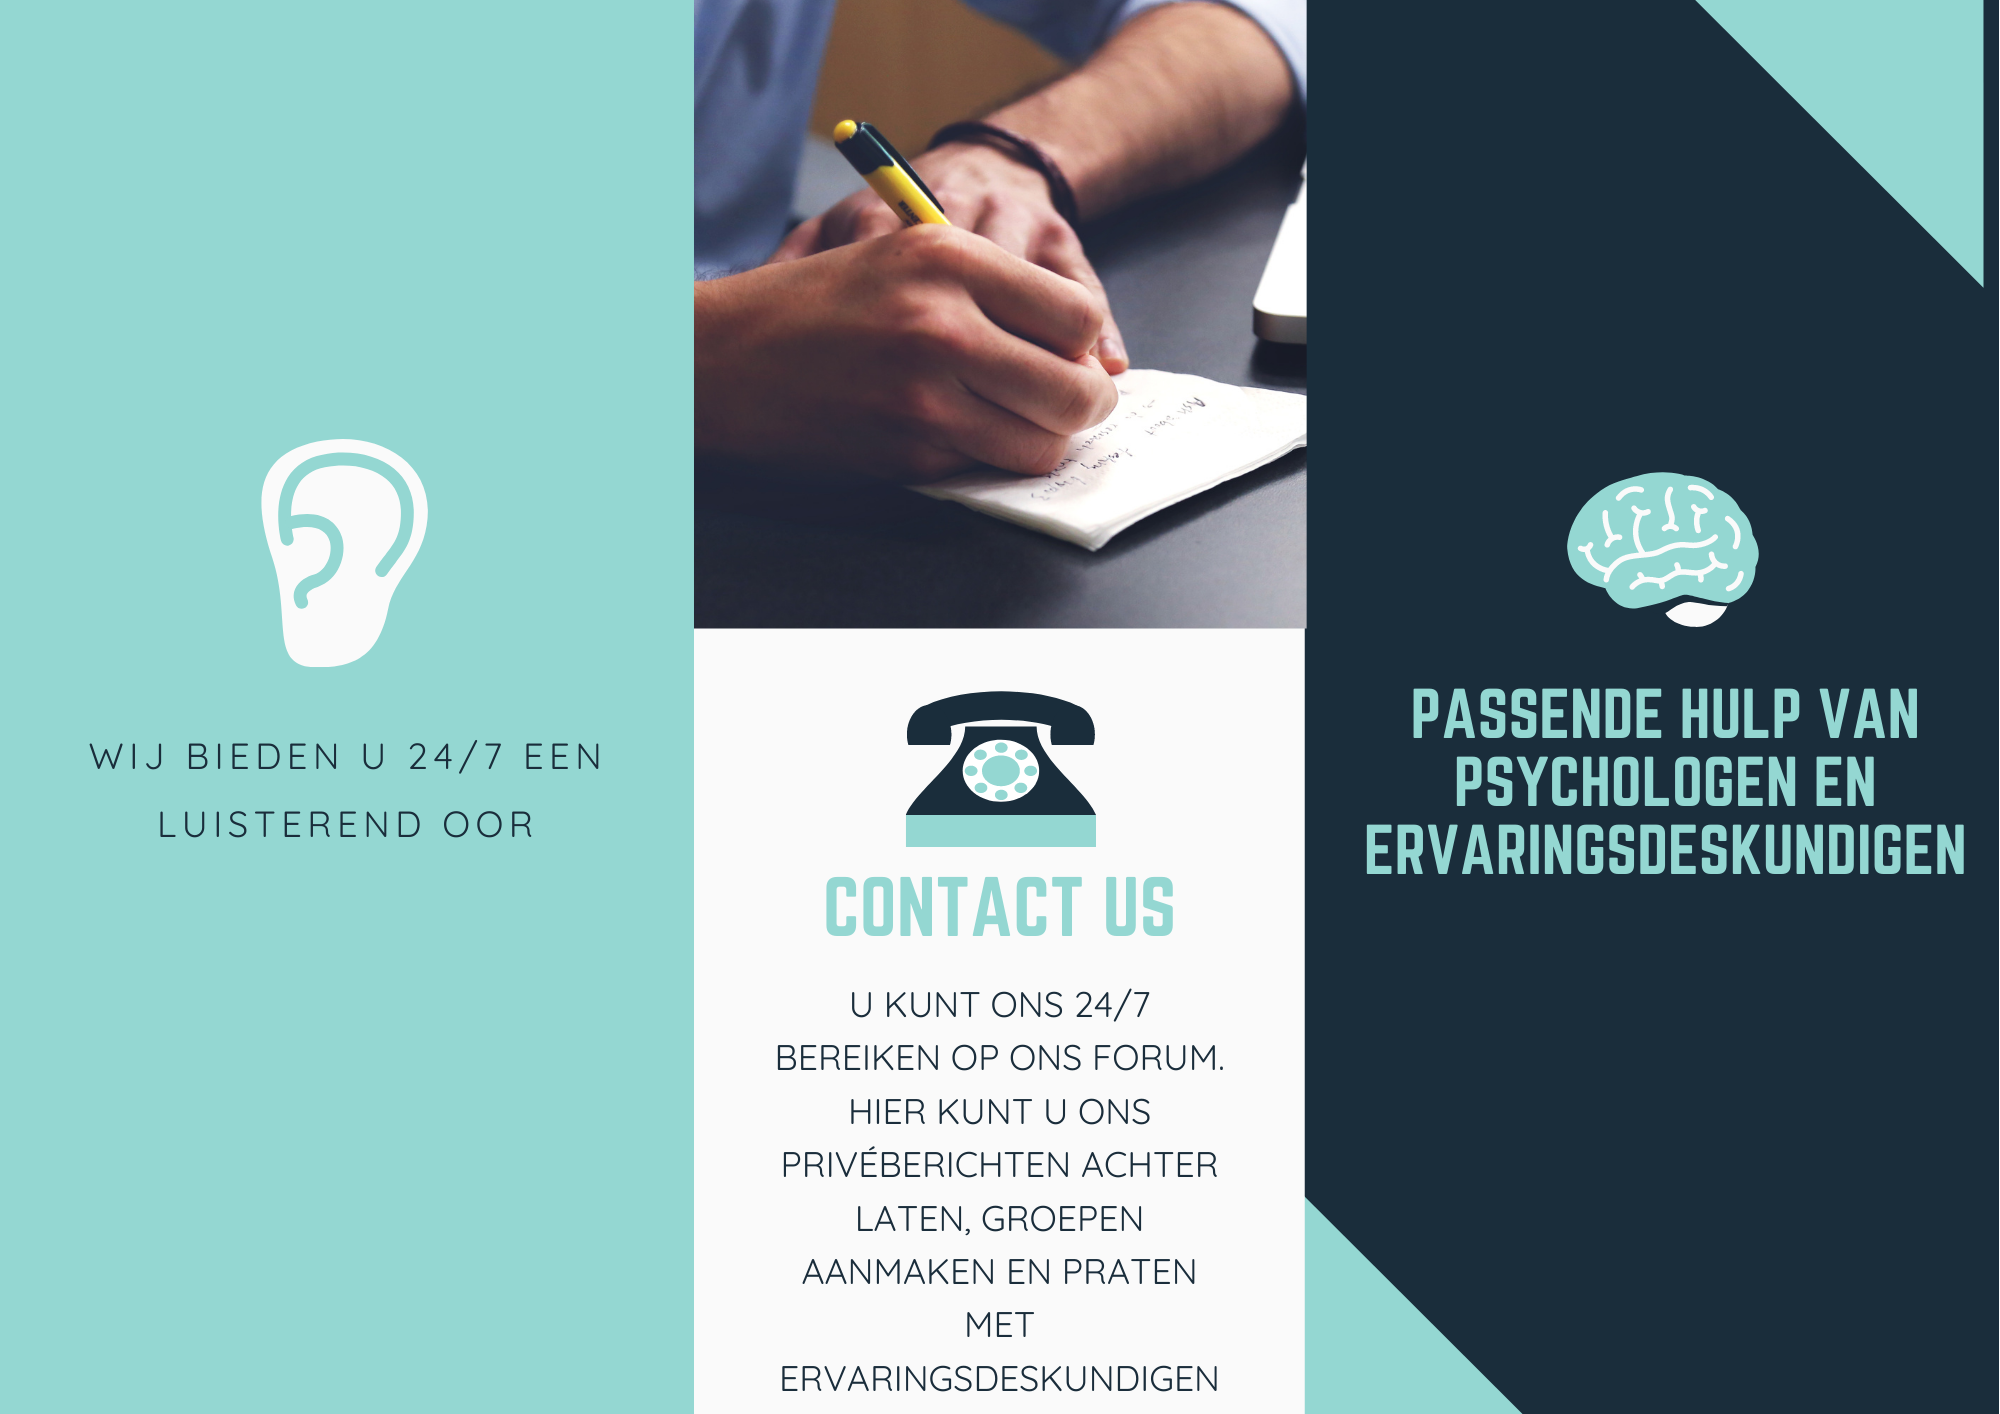 WIJ BIEDEN U 24/7 EEN
LUISTEREND OOR
CONTACT US
U KUNT ONS 24/7
BEREIKEN OP ONS FORUM.
HIER KUNT U ONS
PRIVÉBERICHTEN ACHTER
LATEN, GROEPEN
AANMAKEN EN PRATEN
MET
ERVARINGSDESKUNDIGEN
PASSENDE HULP VAN
PSYCHOLOGEN EN
ERVARINGSDESKUNDIGEN